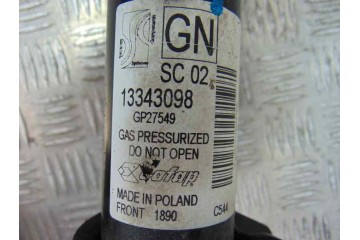 GN
SC 02
13343098
GP27549
GAS PRESSURIZED
DO NOT OPEN
MADE IN POLAND
FRONT 1890
C544